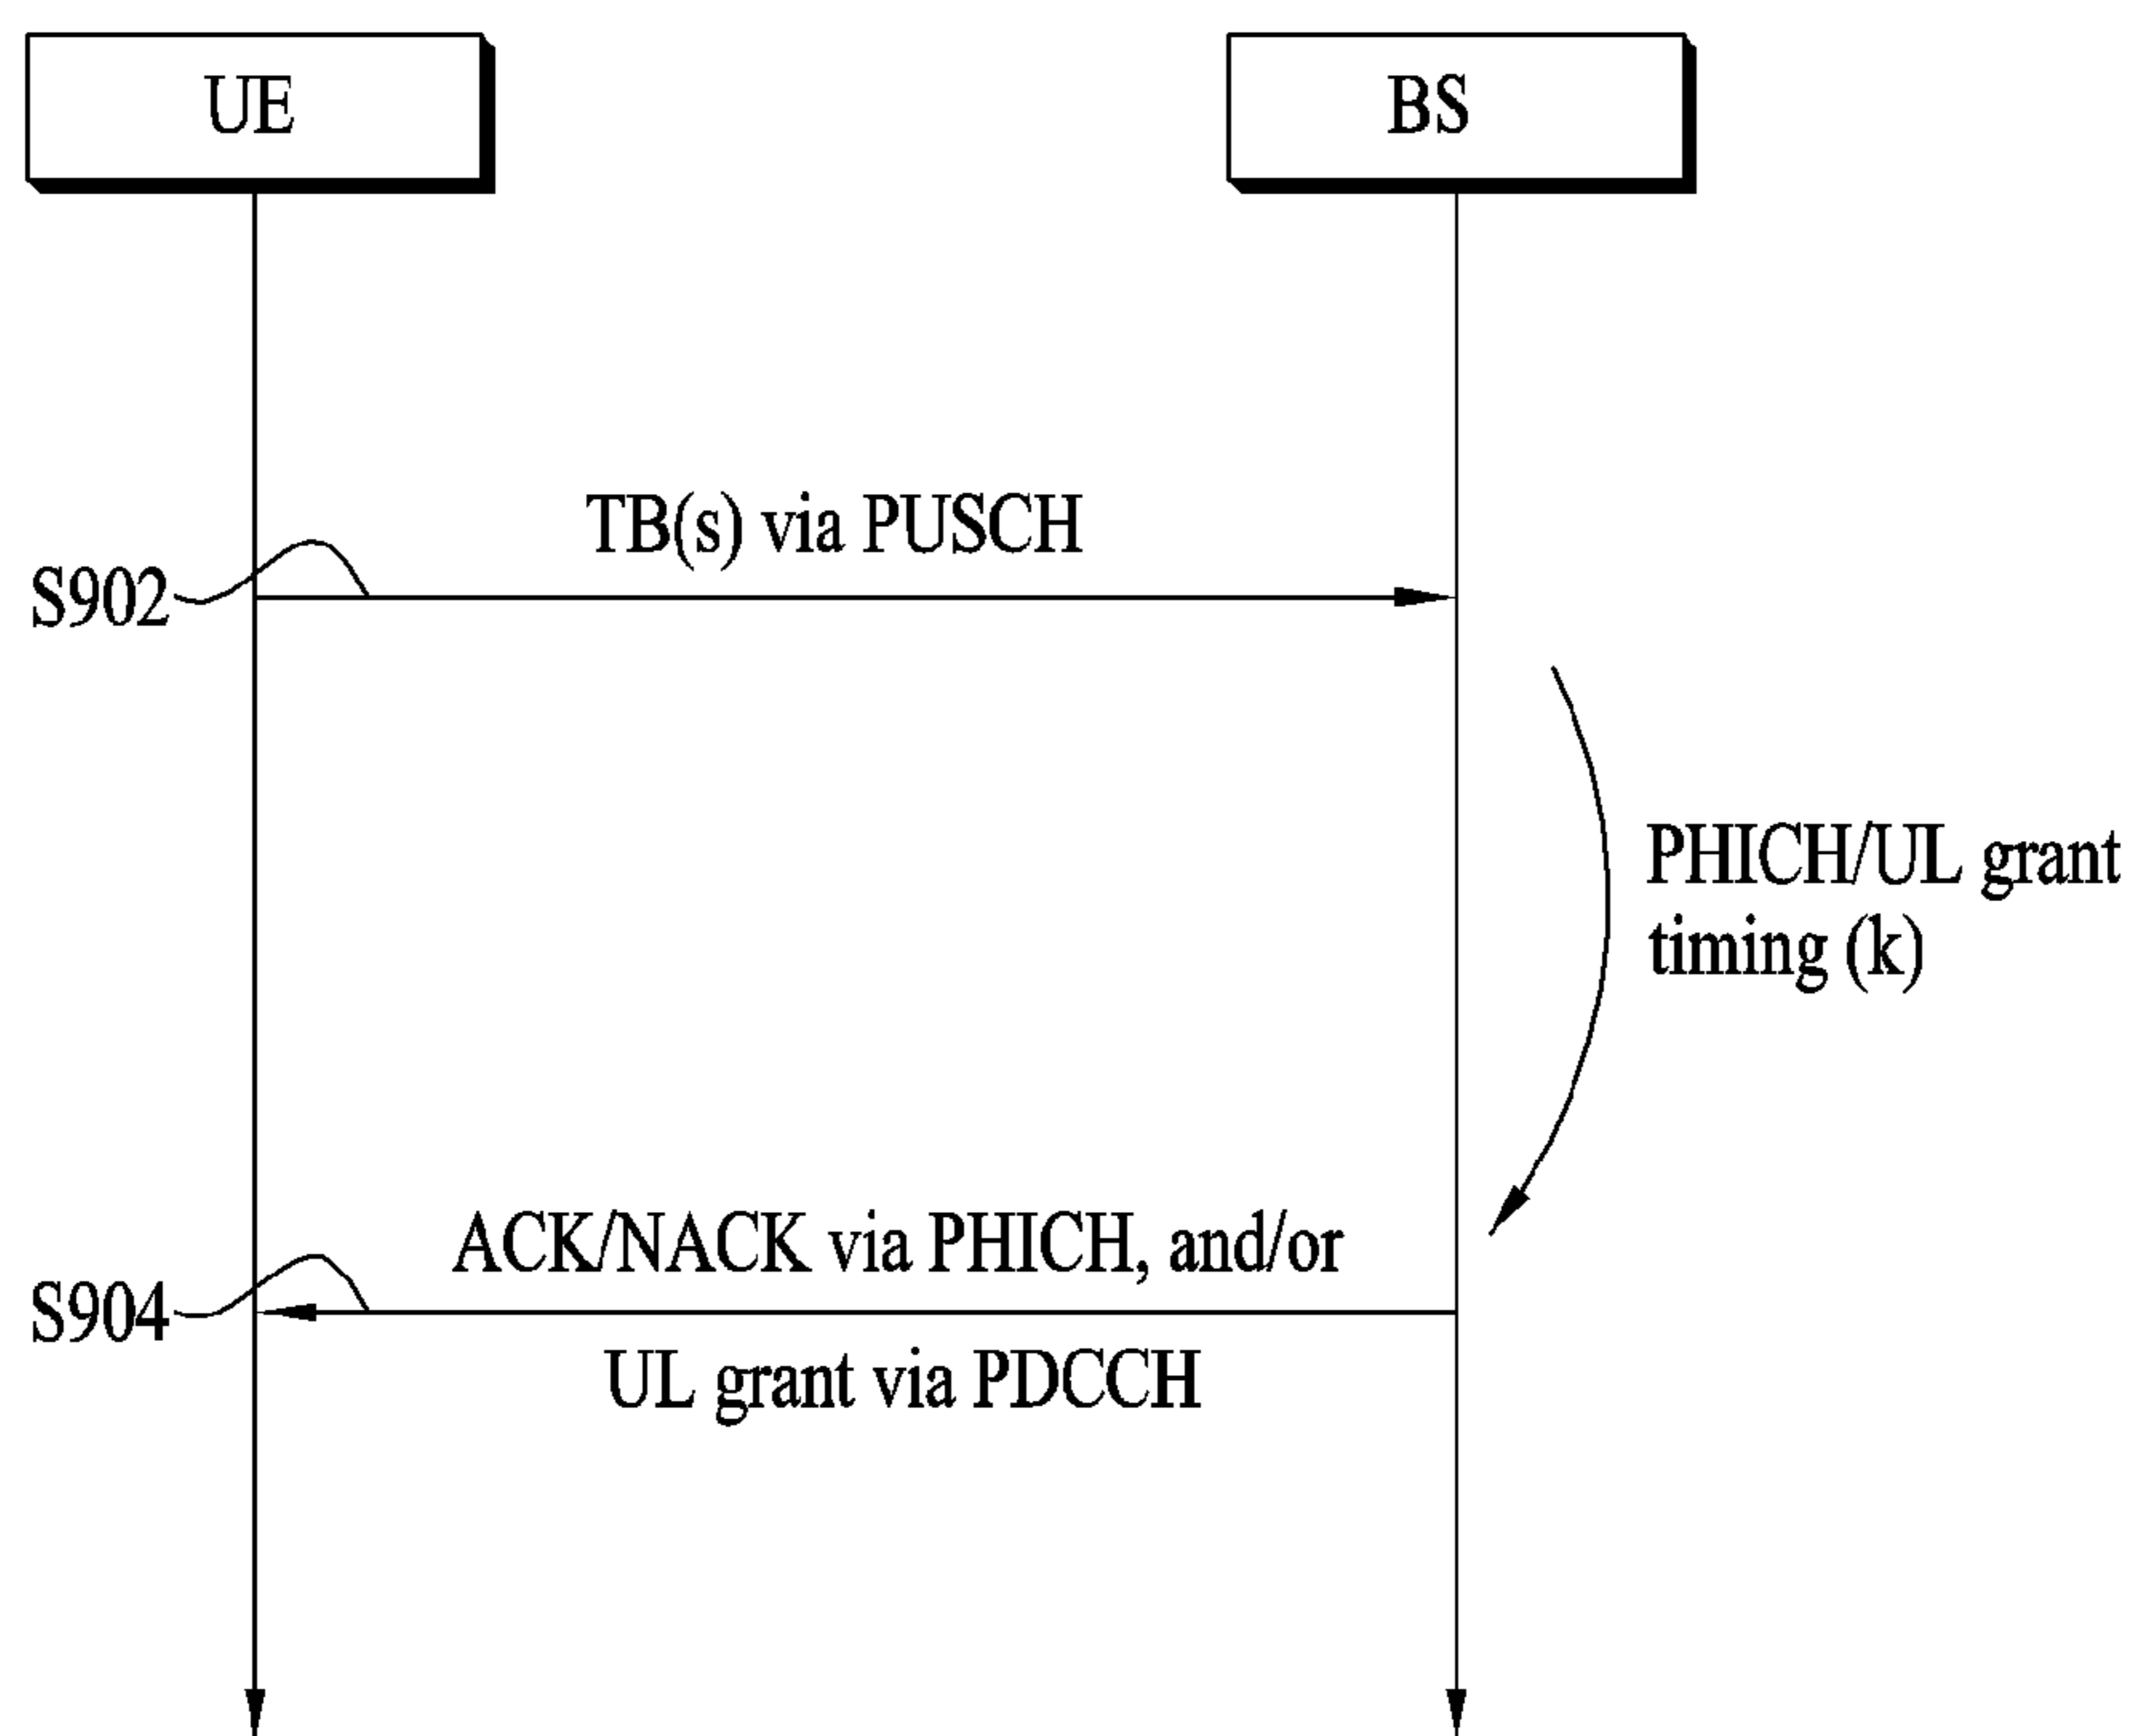 UE
BS
TB(s) via PUSCH
S902
PHICH/UL grant
timing (k)
ACK/NACK via PHICH, and/or
S904
UL grant via PDCCH